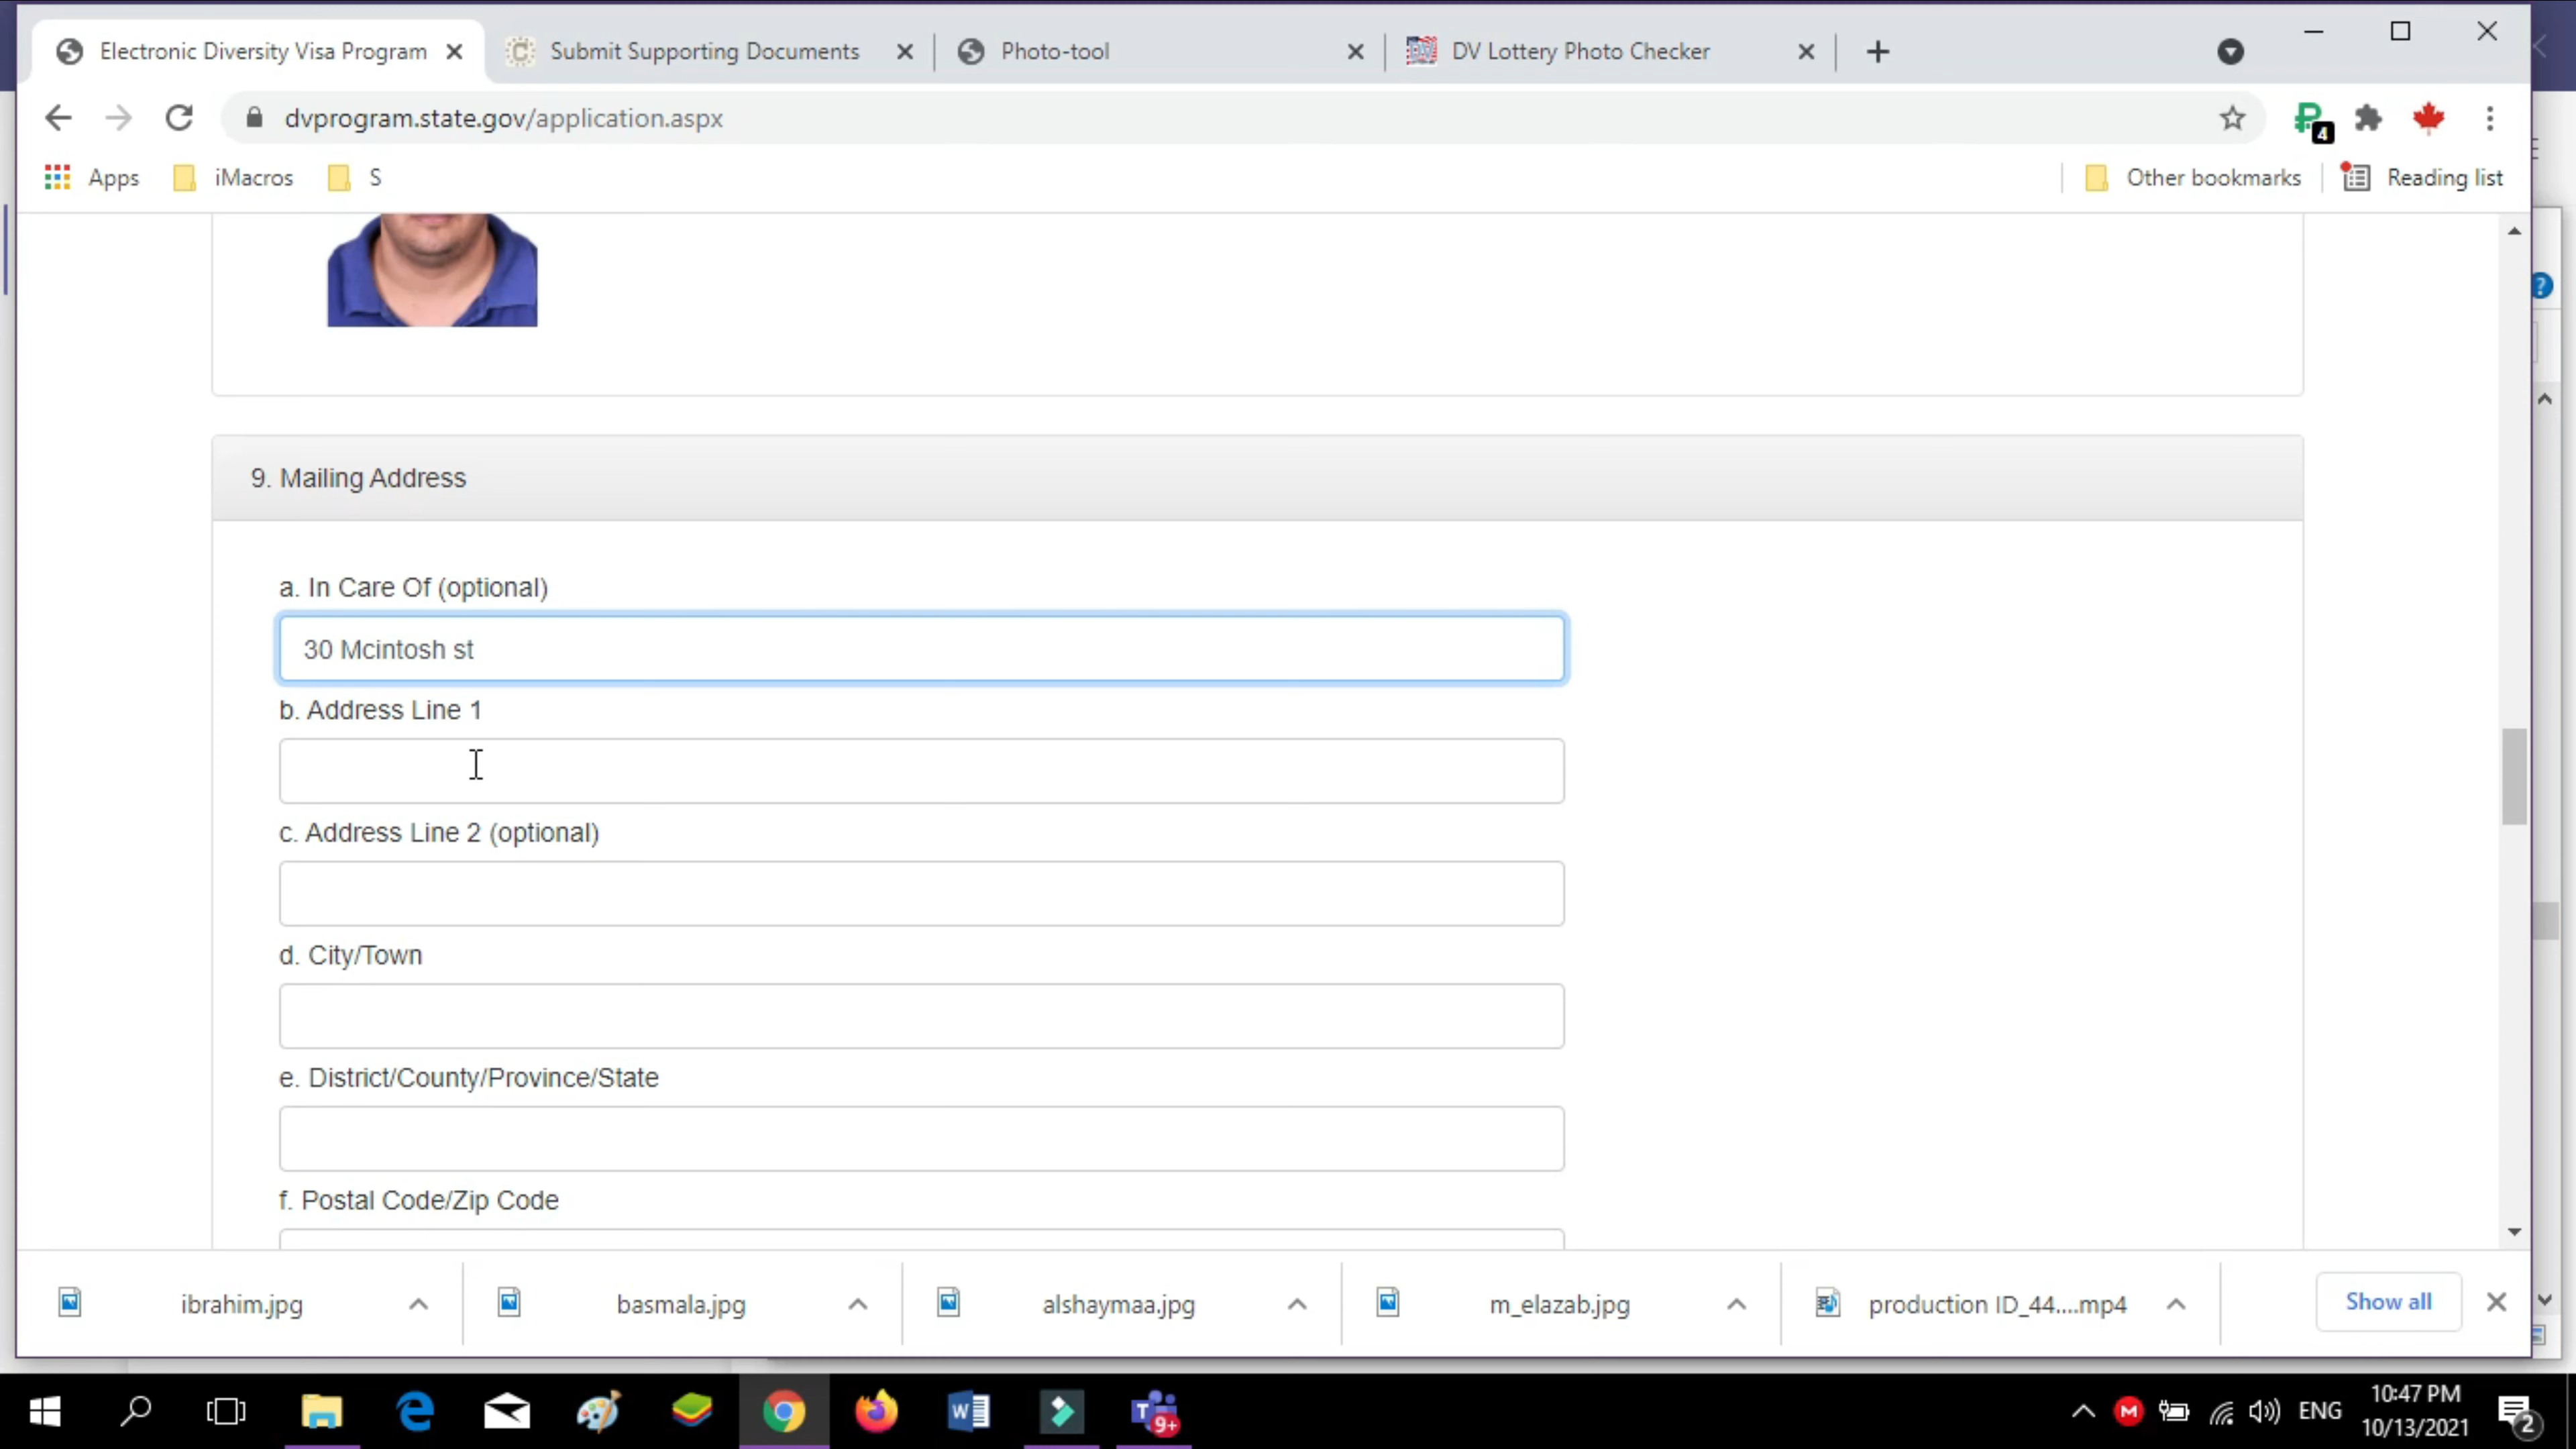 Electronic Diversity Visa Program
Submit Supporting Documents
Photo-tool
DV Lottery Photo Checker
dvprogram.state.gov/application.aspx
4
Apps
iMacros
S
Other bookmarks
Reading list
9. Mailing Address
a. In Care Of (optional)
30 Mcintosh st
b. Address Line 1
c. Address Line 2 (optional)
d. City/Town
e. District/County/Province/State
f. Postal Code/Zip Code
ibrahim.jpg
basmala.jpg
alshaymaa.jpg
m_elazab.jpg
production ID_44....mp4
Show all
9+
ENG
10:47 PM
10/13/2021
2